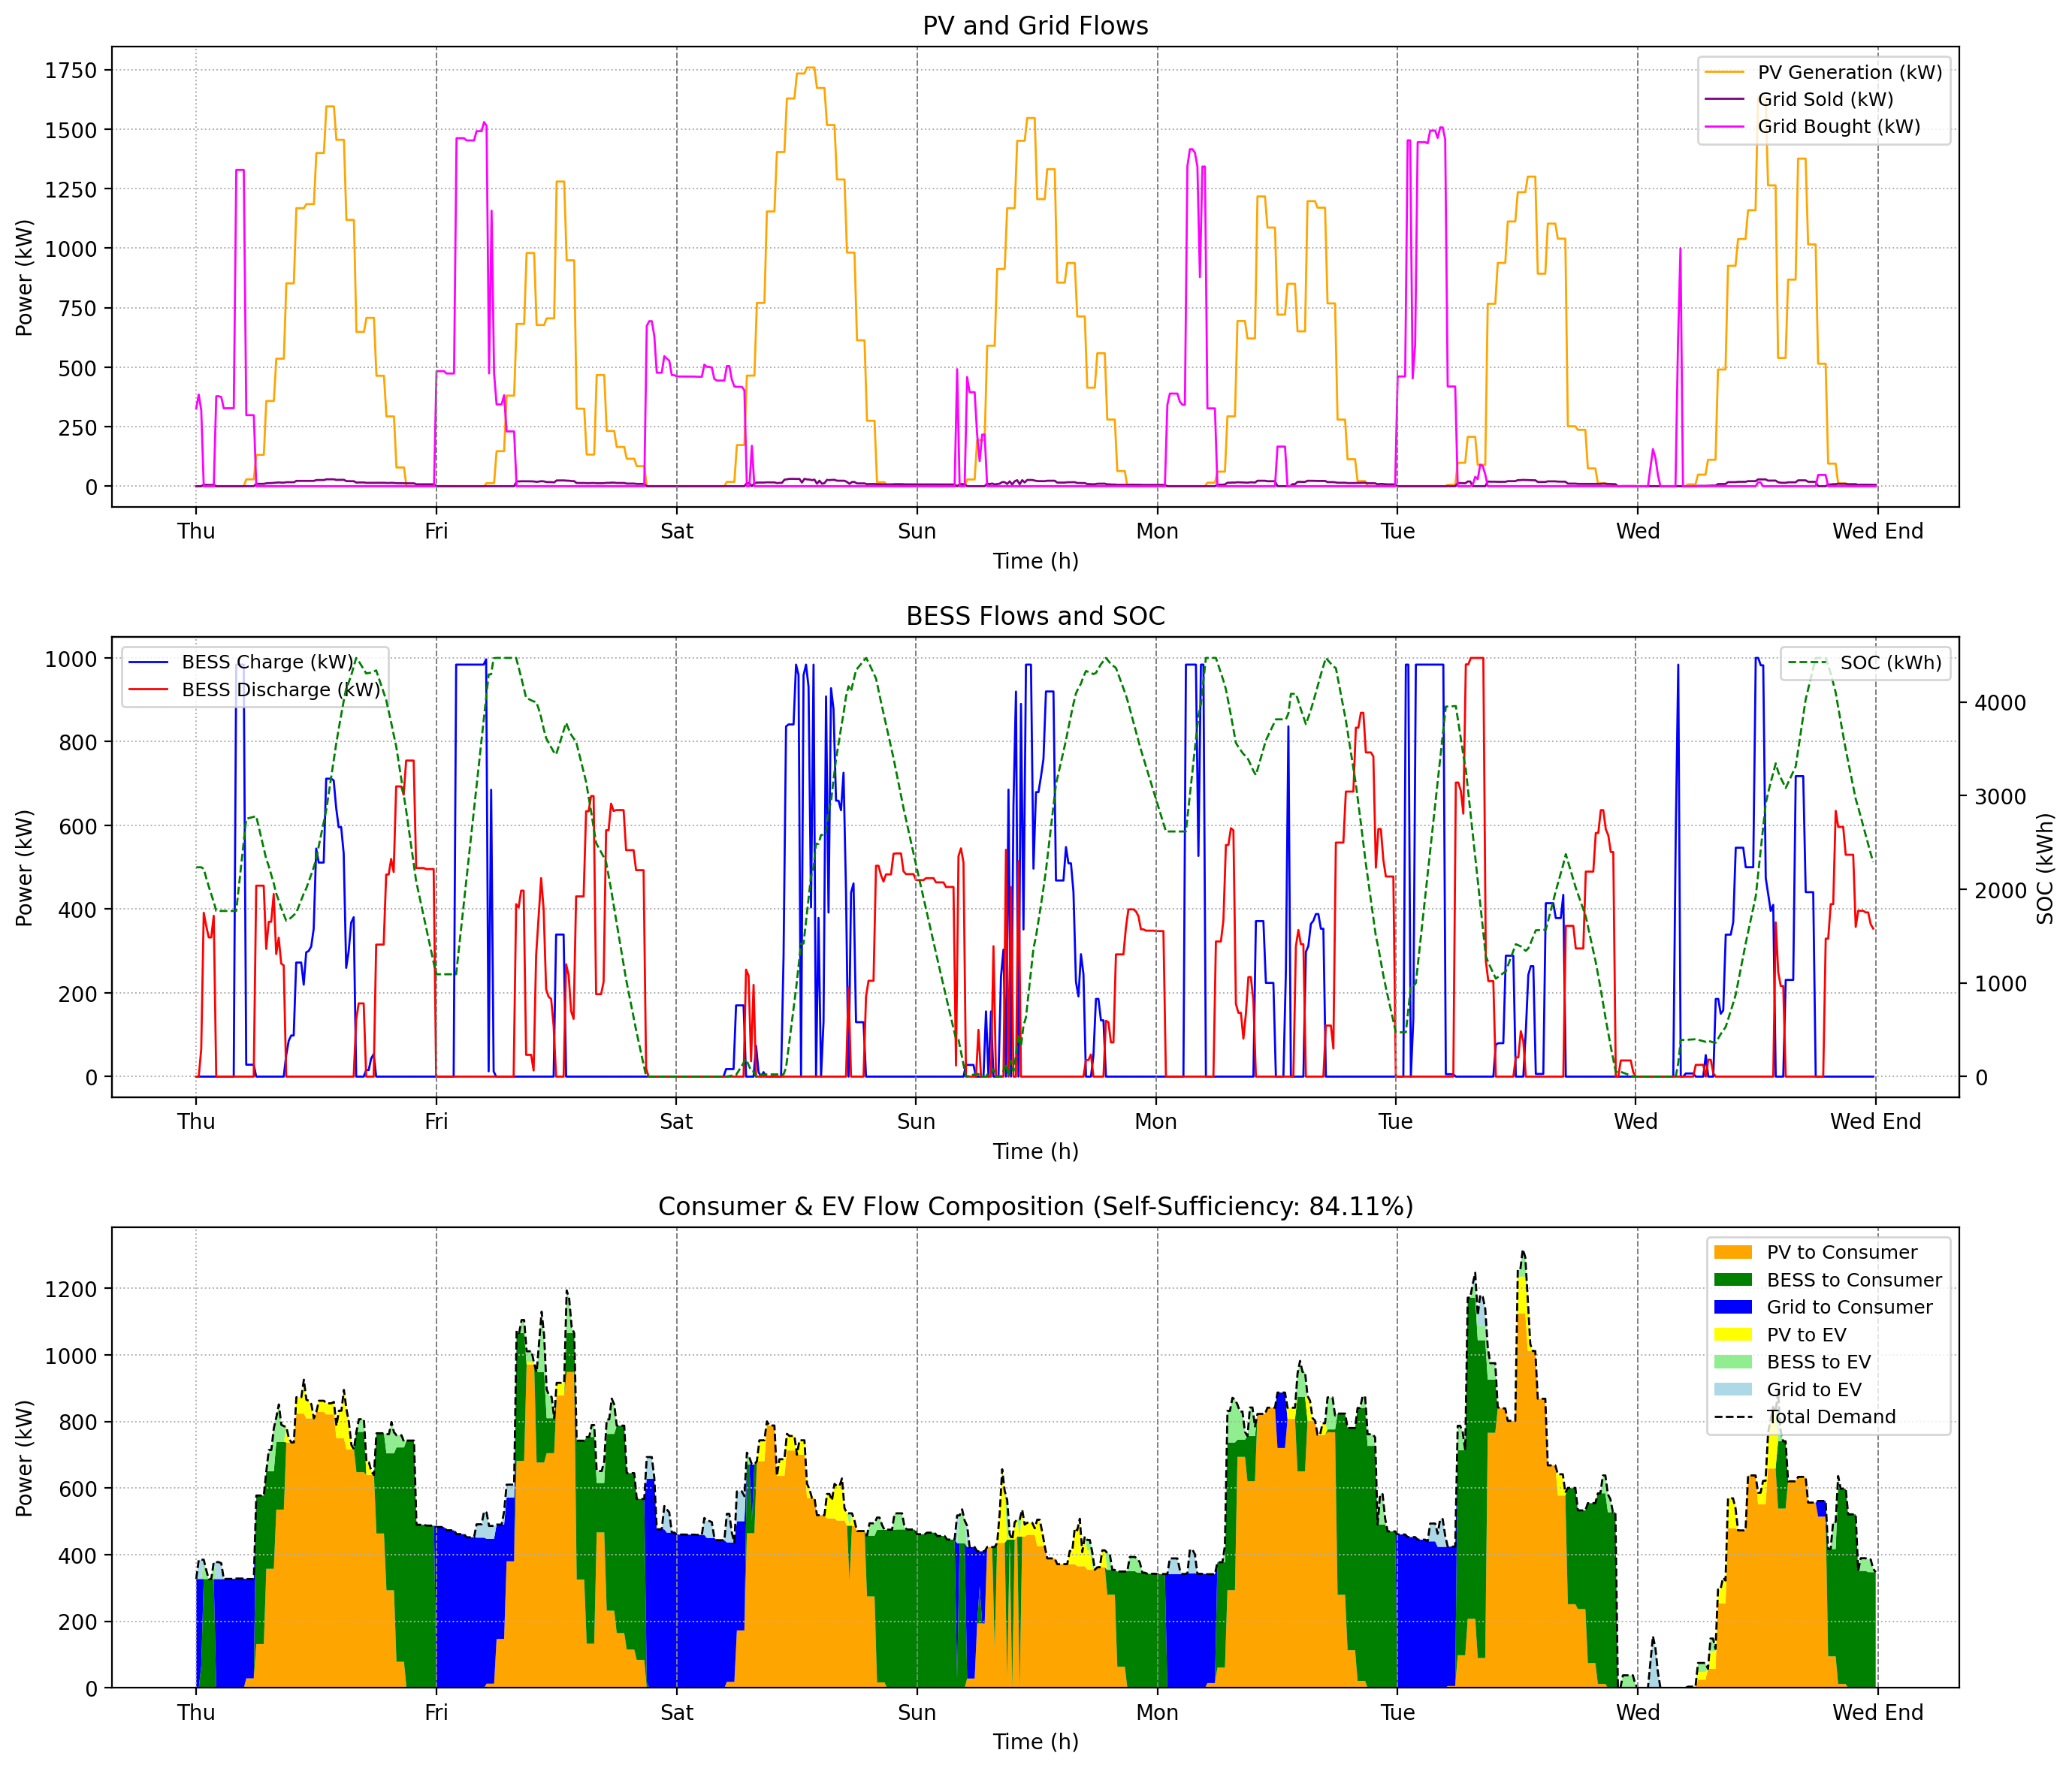 PV and Grid Flows
PV Generation (kW)
Grid Sold (kW)
Grid Bought (kW)
Power (kW)
1750
1500
1250
1000
750
500
250
0
Thu Fri Sat Sun Mon Tue Wed Wed End
Time (h)
BESS Flows and SOC
BESS Charge (kW)
BESS Discharge (kW)
SOC (kWh)
Power (kW)
1000
800
600
400
200
0
4000
3000
2000
1000
0
SOC (kWh)
Thu Fri Sat Sun Mon Tue Wed Wed End
Time (h)
Consumer & EV Flow Composition (Self-Sufficiency: 84.11%)
PV to Consumer
BESS to Consumer
Grid to Consumer
PV to EV
BESS to EV
Grid to EV
Total Demand
Power (kW)
1200
1000
800
600
400
200
0
Thu Fri Sat Sun Mon Tue Wed Wed End
Time (h)